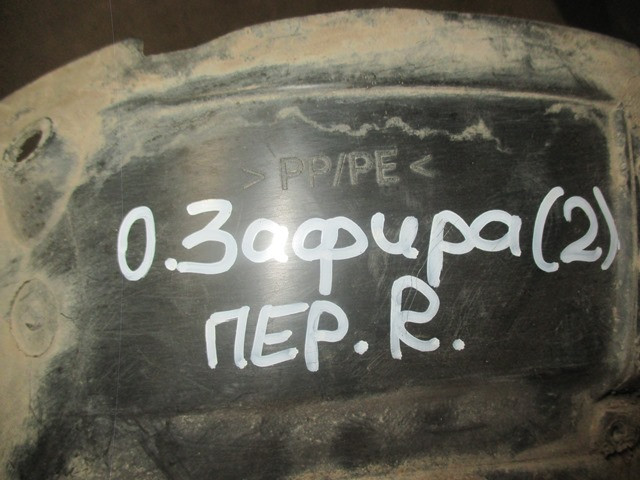 > PP/PE <
О.Зафира(2)
ПЕР. R.